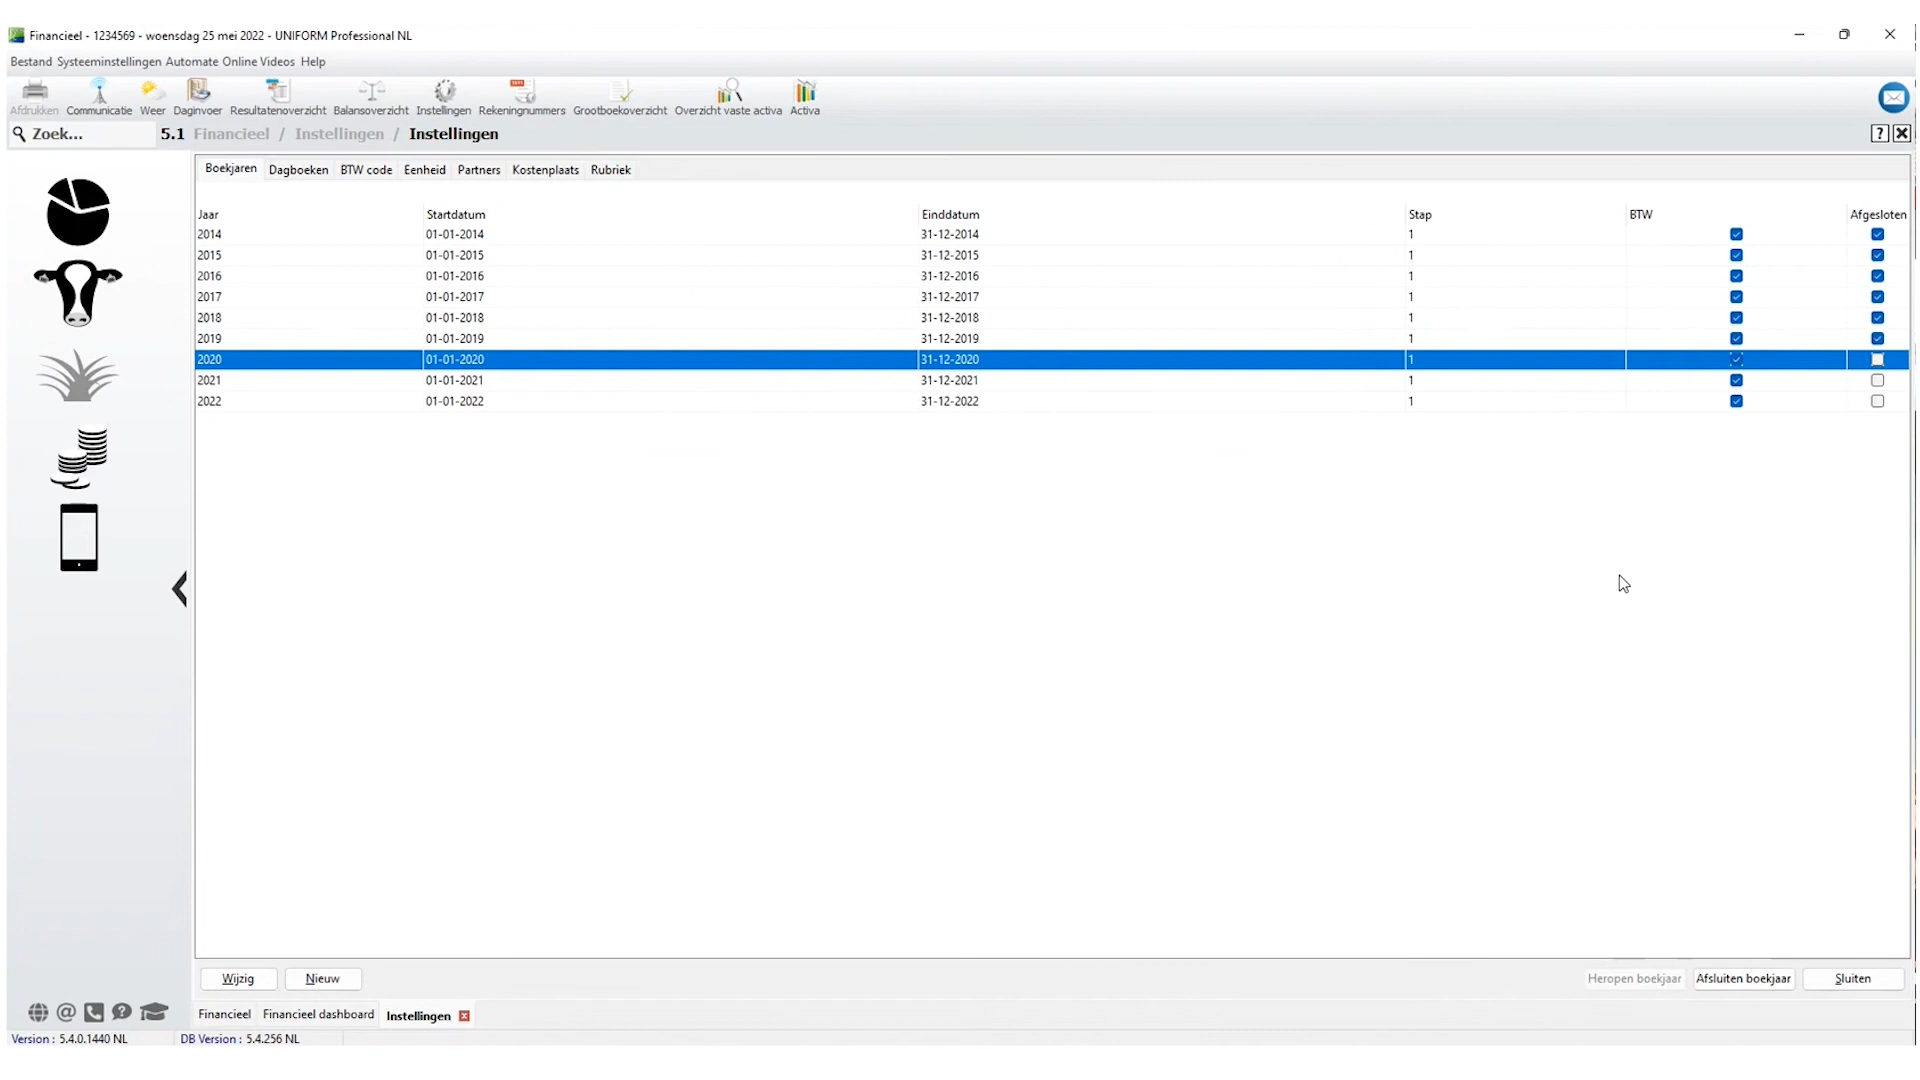 Financieel - 1234569 - woensdag 25 mei 2022 - UNIFORM Professional NL
Bestand Systeeminstellingen Automate Online Videos Help
Afdrukken Communicatie Weer Daginvoer Resultatenoverzicht Balansoverzicht Instellingen Rekeningnummers Grootboekoverzicht Overzicht vaste activa Activa
Zoek... 5.1 Financieel / Instellingen / Instellingen
Boekjaren Dagboeken BTW code Eenheid Partners Kostenplaats Rubriek
Jaar Startdatum Einddatum Stap BTW Afgesloten
2014 01-01-2014 31-12-2014 1
2015 01-01-2015 31-12-2015 1
2016 01-01-2016 31-12-2016 1
2017 01-01-2017 31-12-2017 1
2018 01-01-2018 31-12-2018 1
2019 01-01-2019 31-12-2019 1
2020 01-01-2020 31-12-2020 1
2021 01-01-2021 31-12-2021 1
2022 01-01-2022 31-12-2022 1
Wijzig Nieuw Heropen boekjaar Afsluiten boekjaar Sluiten
Financieel Financieel dashboard Instellingen
Version : 5.4.0.1440 NL DB Version : 5.4.256 NL